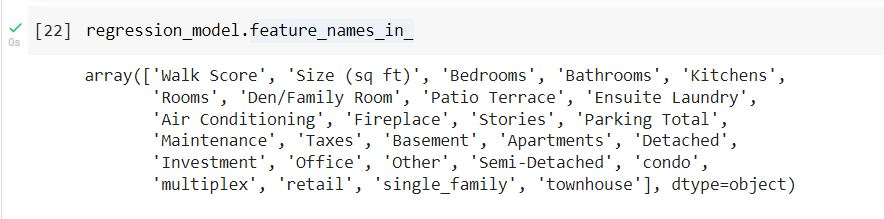 [22] regression_model.feature_names_in_
0s
array(['Walk Score', 'Size (sq ft)', 'Bedrooms', 'Bathrooms', 'Kitchens',
'Rooms', 'Den/Family Room', 'Patio Terrace', 'Ensuite Laundry',
'Air Conditioning', 'Fireplace', 'Stories', 'Parking Total',
'Maintenance', 'Taxes', 'Basement', 'Apartments', 'Detached',
'Investment', 'Office', 'Other', 'Semi-Detached', 'condo',
'multiplex', 'retail', 'single_family', 'townhouse'], dtype=object)